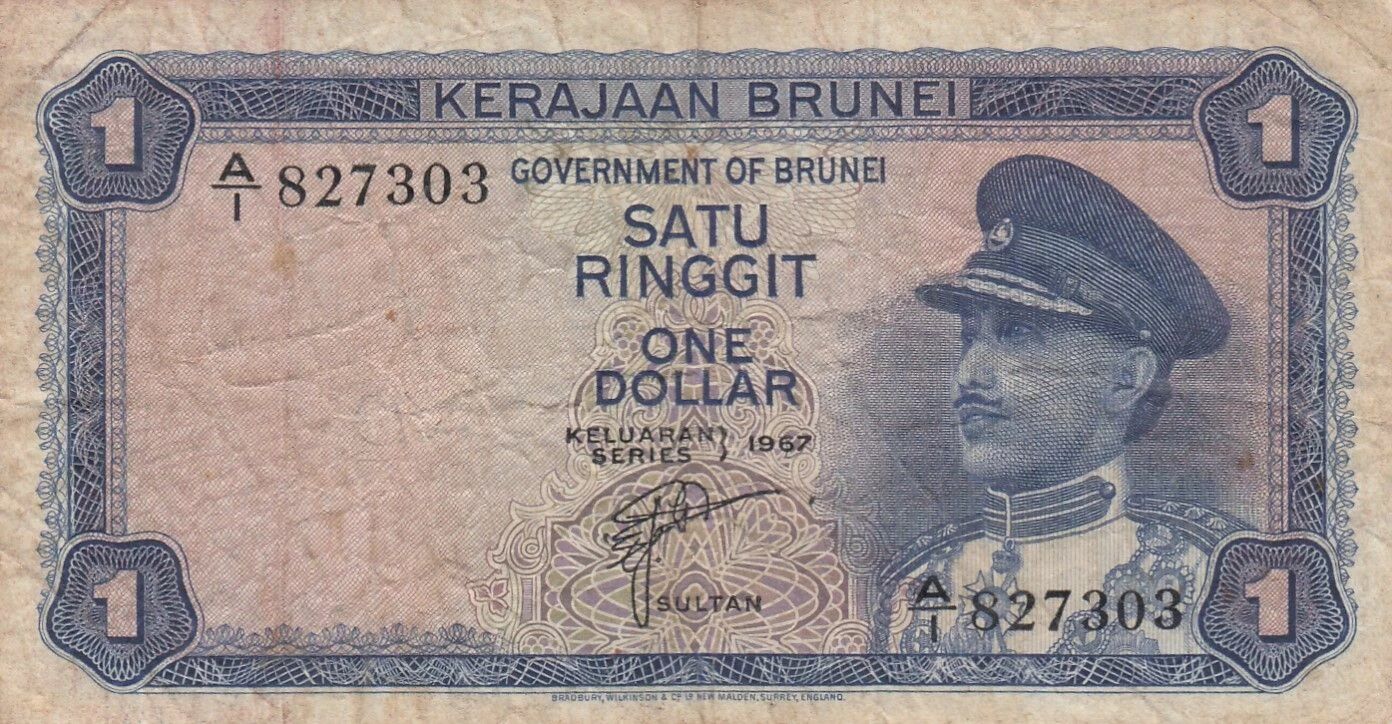 1
1
KERAJAAN BRUNEI
A/1 827303
GOVERNMENT OF BRUNEI
SATU
RINGGIT
ONE
DOLLAR
KELUARAN
SERIES } 1967
SULTAN
A/1 827303
1
1
BRADBURY, WILKINSON & Cº Lº NEW MALDEN, SURREY, ENGLAND.